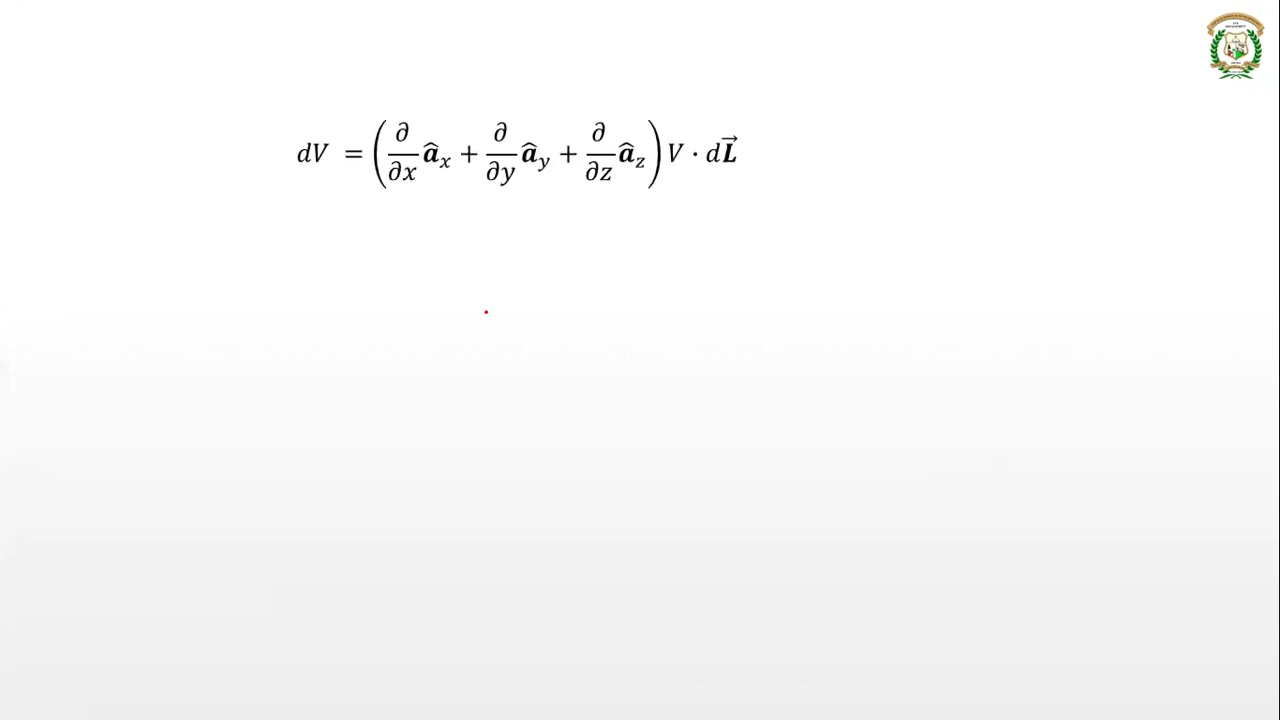 dV = (∂/∂x â_x + ∂/∂y â_y + ∂/∂z â_z) V · dL⃗